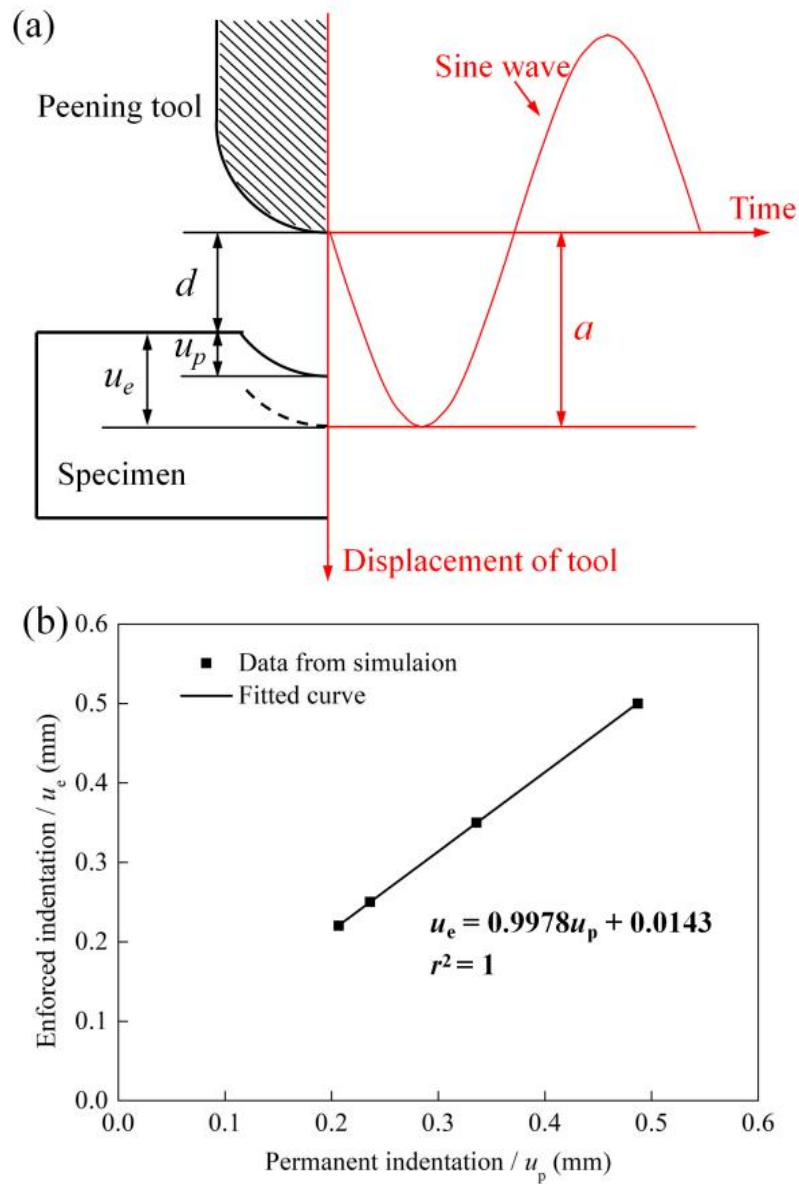 (a)
Sine wave
Peening tool
Time
d
a
u_p
u_e
Specimen
Displacement of tool
(b)
0.6
Data from simulaion
Fitted curve
0.5
0.4
0.3
0.2
0.1
0.0
Enforced indentation / u_e (mm)
u_e = 0.9978u_p + 0.0143
r² = 1
0.0 0.1 0.2 0.3 0.4 0.5 0.6
Permanent indentation / u_p (mm)